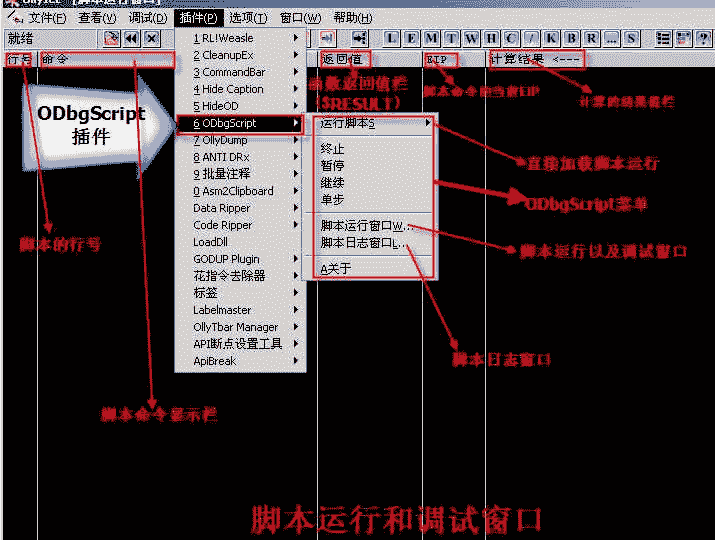 [脚本运行窗口]
文件(F) 查看(V) 调试(D) 插件(P) 选项(T) 窗口(W) 帮助(H)
就绪
L E M T W H C / K B R ... S
行号 命令 返回值 EIP 计算结果 <---
函数返回值栏
($RESULT)
脚本命令的当前EIP
计算的结果值栏
1 RL!Weasle
2 CleanupEx
3 CommandBar
4 Hide Caption
5 HideOD
6 ODbgScript
7 OllyDump
8 ANTI DRx
9 批量注释
0 Asm2Clipboard
Data Ripper
Code Ripper
LoadDll
GODUP Plugin
花指令去除器
标签
Labelmaster
OllyTbar Manager
API断点设置工具
ApiBreak
ODbgScript
插件
运行脚本S
终止
暂停
继续
单步
脚本运行窗口W...
脚本日志窗口L...
A关于
直接加载脚本运行
ODbgScript菜单
脚本运行以及调试窗口
脚本日志窗口
脚本的行号
脚本命令显示栏
脚本运行和调试窗口